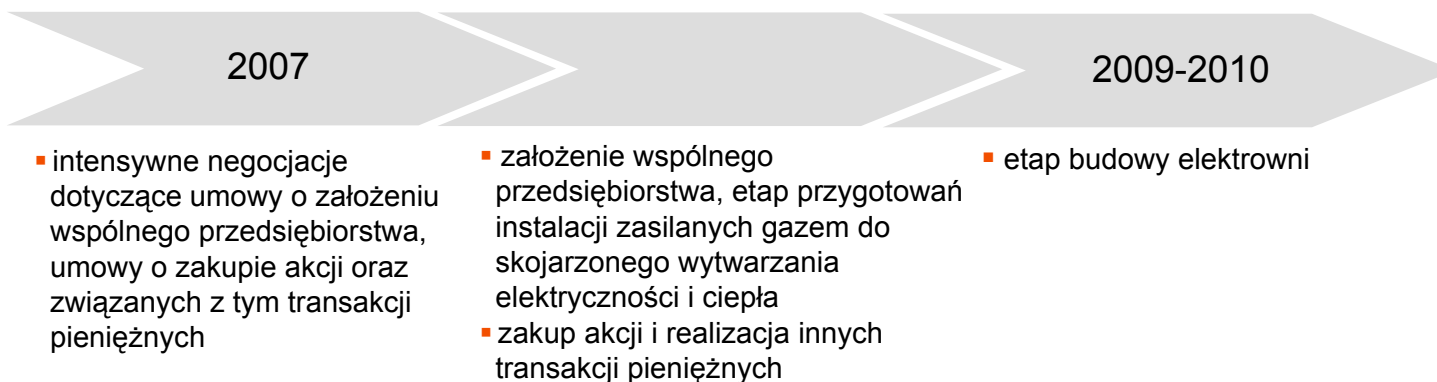 2007
2009-2010
intensywne negocjacje
dotyczące umowy o założeniu
wspólnego przedsiębiorstwa,
umowy o zakupie akcji oraz
związanych z tym transakcji
pieniężnych
założenie wspólnego
przedsiębiorstwa, etap przygotowań
instalacji zasilanych gazem do
skojarzonego wytwarzania
elektryczności i ciepła
zakup akcji i realizacja innych
transakcji pieniężnych
etap budowy elektrowni